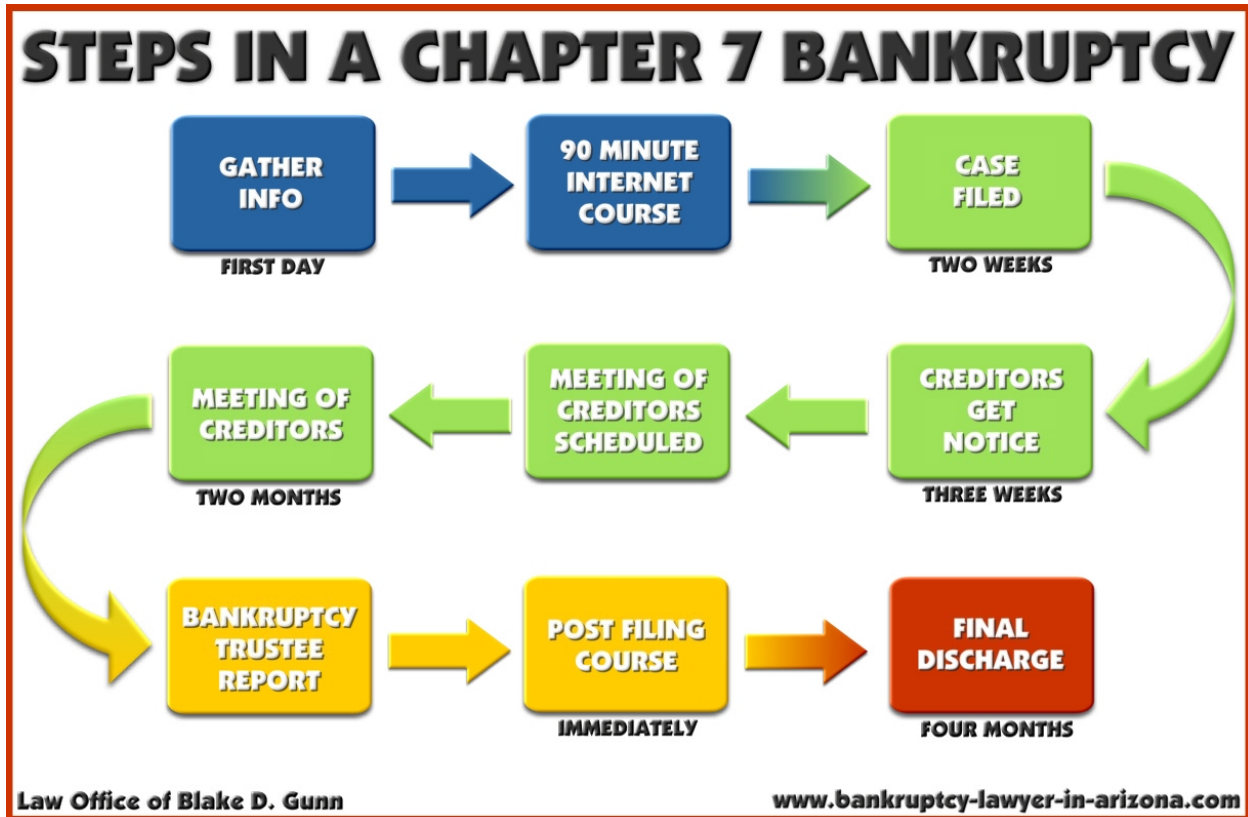 STEPS IN A CHAPTER 7 BANKRUPTCY
GATHER
INFO
FIRST DAY
90 MINUTE
INTERNET
COURSE
CASE
FILED
TWO WEEKS
CREDITORS
GET
NOTICE
THREE WEEKS
MEETING OF
CREDITORS
SCHEDULED
MEETING OF
CREDITORS
TWO MONTHS
BANKRUPTCY
TRUSTEE
REPORT
POST FILING
COURSE
IMMEDIATELY
FINAL
DISCHARGE
FOUR MONTHS
Law Office of Blake D. Gunn
www.bankruptcy-lawyer-in-arizona.com